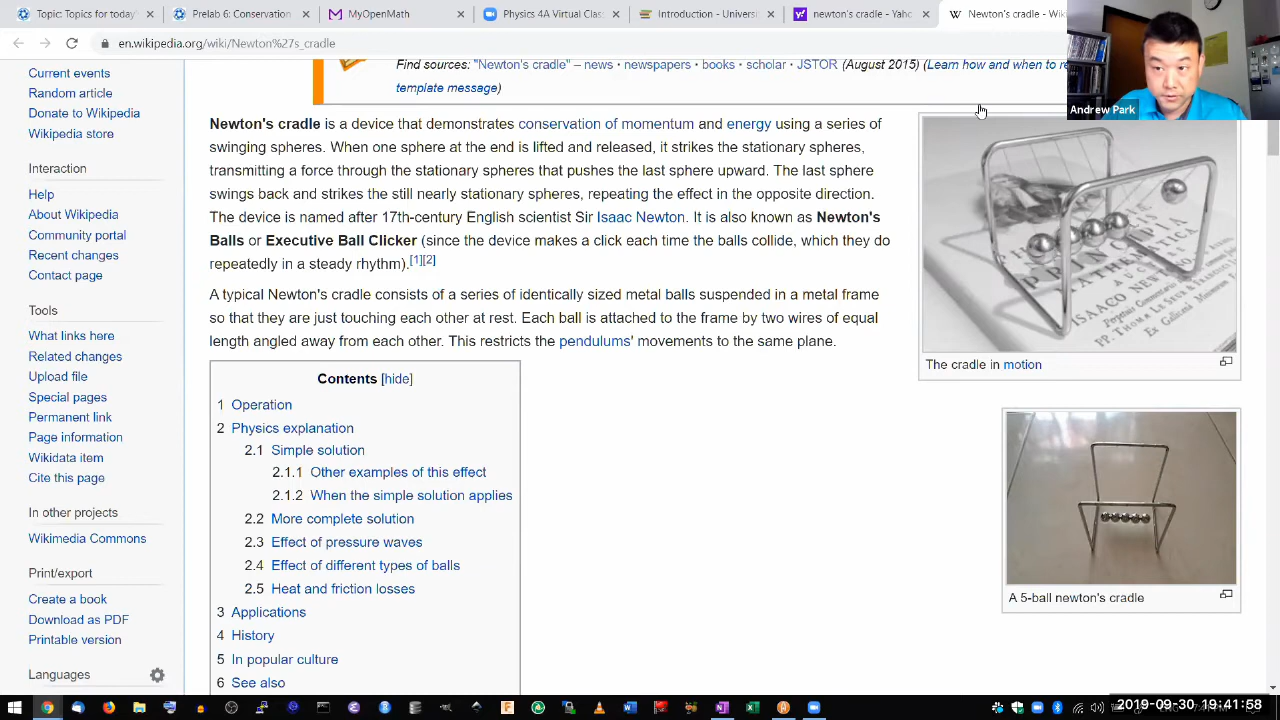 Topic: Topics for today'
Prelab 6: Conservation
MyOpenMath
Physics 4A Virtual Clas
Introduction - Universi
newton's cradle - Yaho
Newton's cradle - Wiki
en.wikipedia.org/wiki/Newton%27s_cradle
Andrew Park
Current events
Random article
Donate to Wikipedia
Wikipedia store
Interaction
Help
About Wikipedia
Community portal
Recent changes
Contact page
Tools
What links here
Related changes
Upload file
Special pages
Permanent link
Page information
Wikidata item
Cite this page
In other projects
Wikimedia Commons
Print/export
Create a book
Download as PDF
Printable version
Languages
Find sources: "Newton's cradle" – news · newspapers · books · scholar · JSTOR (August 2015) (Learn how and when to re
template message)
Newton's cradle is a device that demonstrates conservation of momentum and energy using a series of
swinging spheres. When one sphere at the end is lifted and released, it strikes the stationary spheres,
transmitting a force through the stationary spheres that pushes the last sphere upward. The last sphere
swings back and strikes the still nearly stationary spheres, repeating the effect in the opposite direction.
The device is named after 17th-century English scientist Sir Isaac Newton. It is also known as Newton's
Balls or Executive Ball Clicker (since the device makes a click each time the balls collide, which they do
repeatedly in a steady rhythm).[1][2]
A typical Newton's cradle consists of a series of identically sized metal balls suspended in a metal frame
so that they are just touching each other at rest. Each ball is attached to the frame by two wires of equal
length angled away from each other. This restricts the pendulums' movements to the same plane.
Contents [hide]
1 Operation
2 Physics explanation
2.1 Simple solution
2.1.1 Other examples of this effect
2.1.2 When the simple solution applies
2.2 More complete solution
2.3 Effect of pressure waves
2.4 Effect of different types of balls
2.5 Heat and friction losses
3 Applications
4 History
5 In popular culture
6 See also
ISAACO NEWTO
The cradle in motion
A 5-ball newton's cradle
2019-09-30 19:41:58